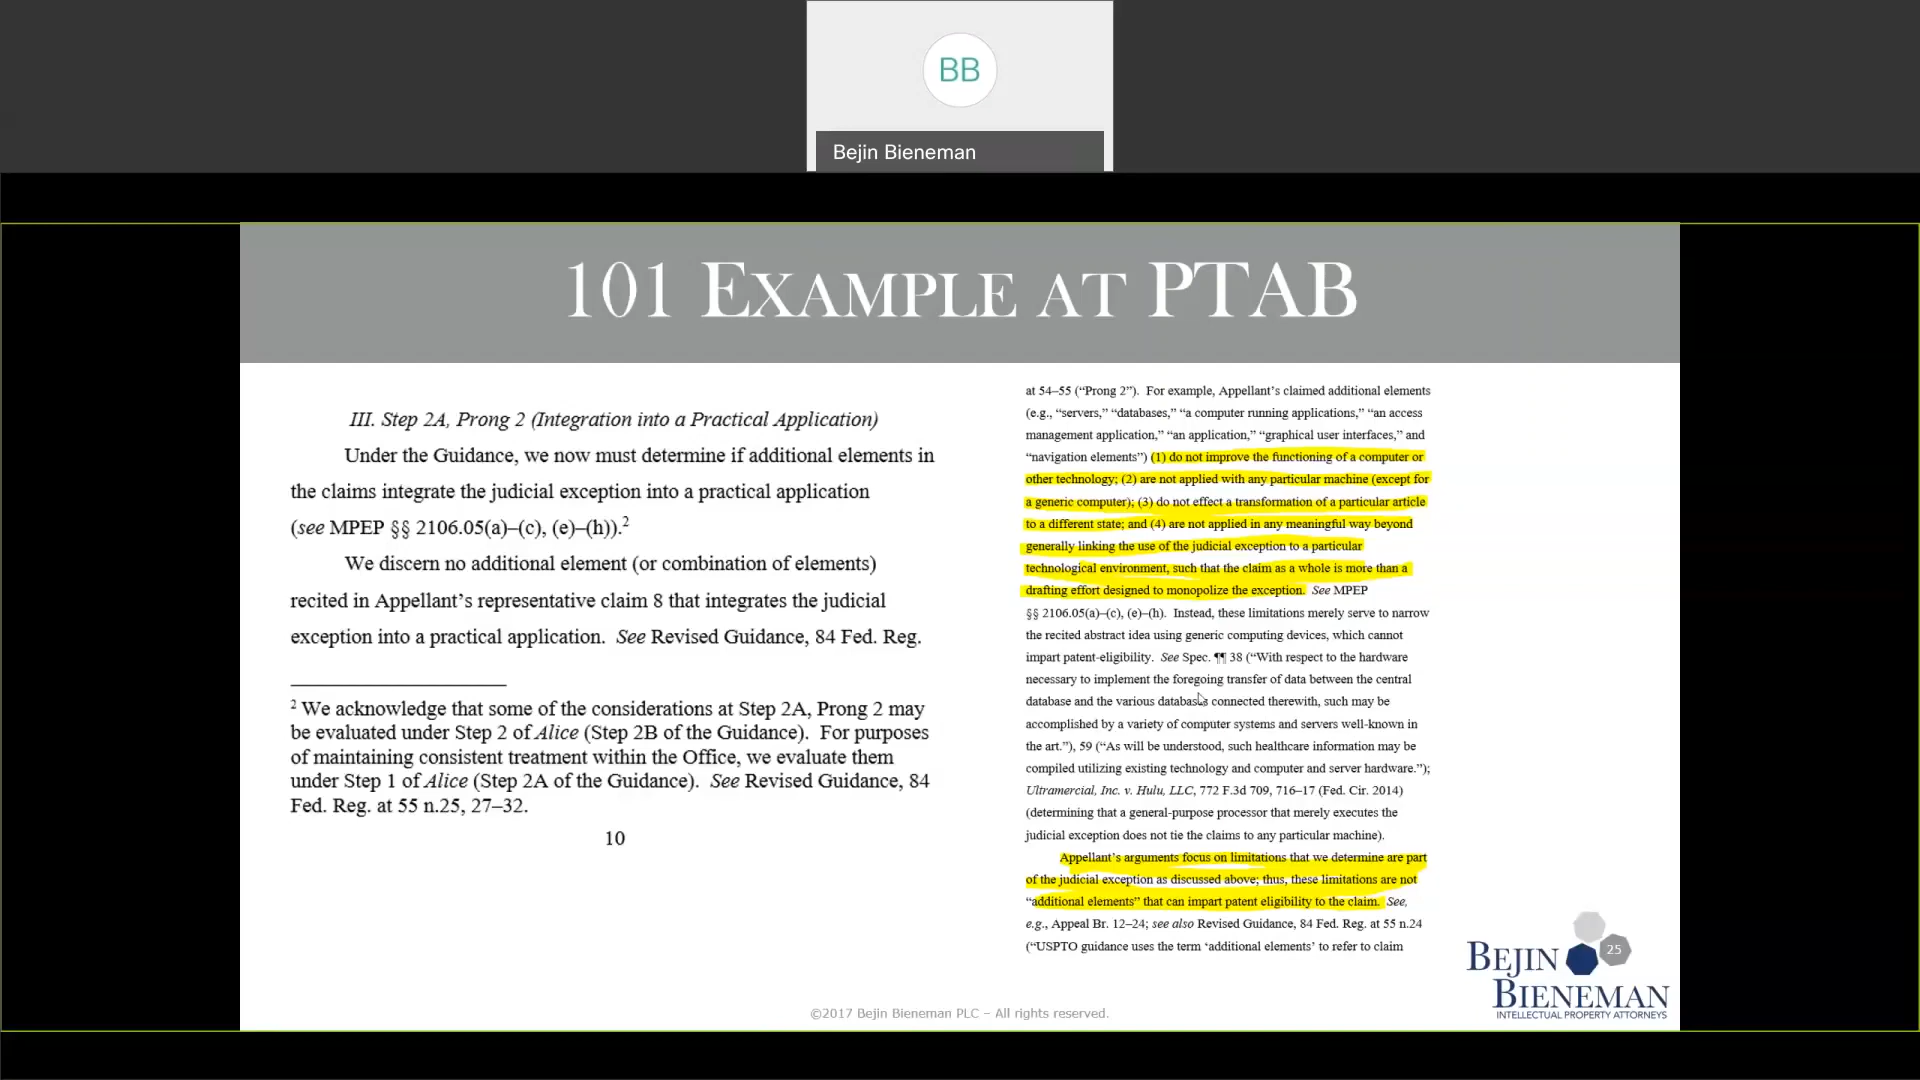 BB
Bejin Bieneman
101 EXAMPLE AT PTAB
III. Step 2A, Prong 2 (Integration into a Practical Application)
Under the Guidance, we now must determine if additional elements in
the claims integrate the judicial exception into a practical application
(see MPEP §§ 2106.05(a)–(c), (e)–(h)).2
We discern no additional element (or combination of elements)
recited in Appellant’s representative claim 8 that integrates the judicial
exception into a practical application. See Revised Guidance, 84 Fed. Reg.
2 We acknowledge that some of the considerations at Step 2A, Prong 2 may
be evaluated under Step 2 of Alice (Step 2B of the Guidance). For purposes
of maintaining consistent treatment within the Office, we evaluate them
under Step 1 of Alice (Step 2A of the Guidance). See Revised Guidance, 84
Fed. Reg. at 55 n.25, 27–32.
10
at 54–55 (“Prong 2”). For example, Appellant’s claimed additional elements
(e.g., “servers,” “databases,” “a computer running applications,” “an access
management application,” “an application,” “graphical user interfaces,” and
“navigation elements”) (1) do not improve the functioning of a computer or
other technology; (2) are not applied with any particular machine (except for
a generic computer); (3) do not effect a transformation of a particular article
to a different state; and (4) are not applied in any meaningful way beyond
generally linking the use of the judicial exception to a particular
technological environment, such that the claim as a whole is more than a
drafting effort designed to monopolize the exception. See MPEP
§§ 2106.05(a)–(c), (e)–(h). Instead, these limitations merely serve to narrow
the recited abstract idea using generic computing devices, which cannot
impart patent-eligibility. See Spec. ¶¶ 38 (“With respect to the hardware
necessary to implement the foregoing transfer of data between the central
database and the various databases connected therewith, such may be
accomplished by a variety of computer systems and servers well-known in
the art.”), 59 (“As will be understood, such healthcare information may be
compiled utilizing existing technology and computer and server hardware.”);
Ultramercial, Inc. v. Hulu, LLC, 772 F.3d 709, 716–17 (Fed. Cir. 2014)
(determining that a general-purpose processor that merely executes the
judicial exception does not tie the claims to any particular machine).
Appellant’s arguments focus on limitations that we determine are part
of the judicial exception as discussed above; thus, these limitations are not
“additional elements” that can impart patent eligibility to the claim. See,
e.g., Appeal Br. 12–24; see also Revised Guidance, 84 Fed. Reg. at 55 n.24
(“USPTO guidance uses the term ‘additional elements’ to refer to claim
25
BEJIN
BIENEMAN
INTELLECTUAL PROPERTY ATTORNEYS
©2017 Bejin Bieneman PLC – All rights reserved.